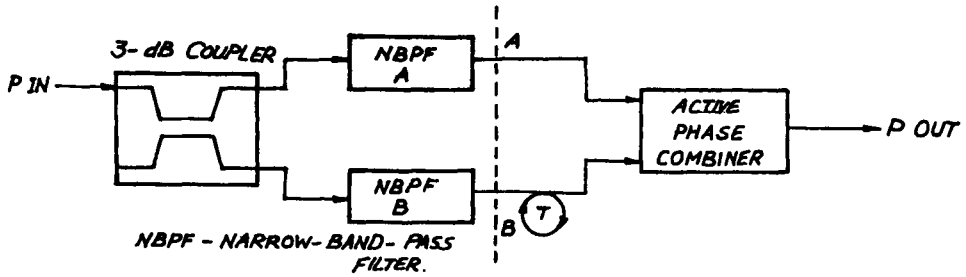 3-dB COUPLER
P IN
NBPF
A
A
ACTIVE
PHASE
COMBINER
P OUT
NBPF
B
B
T
NBPF - NARROW-BAND-PASS
FILTER.